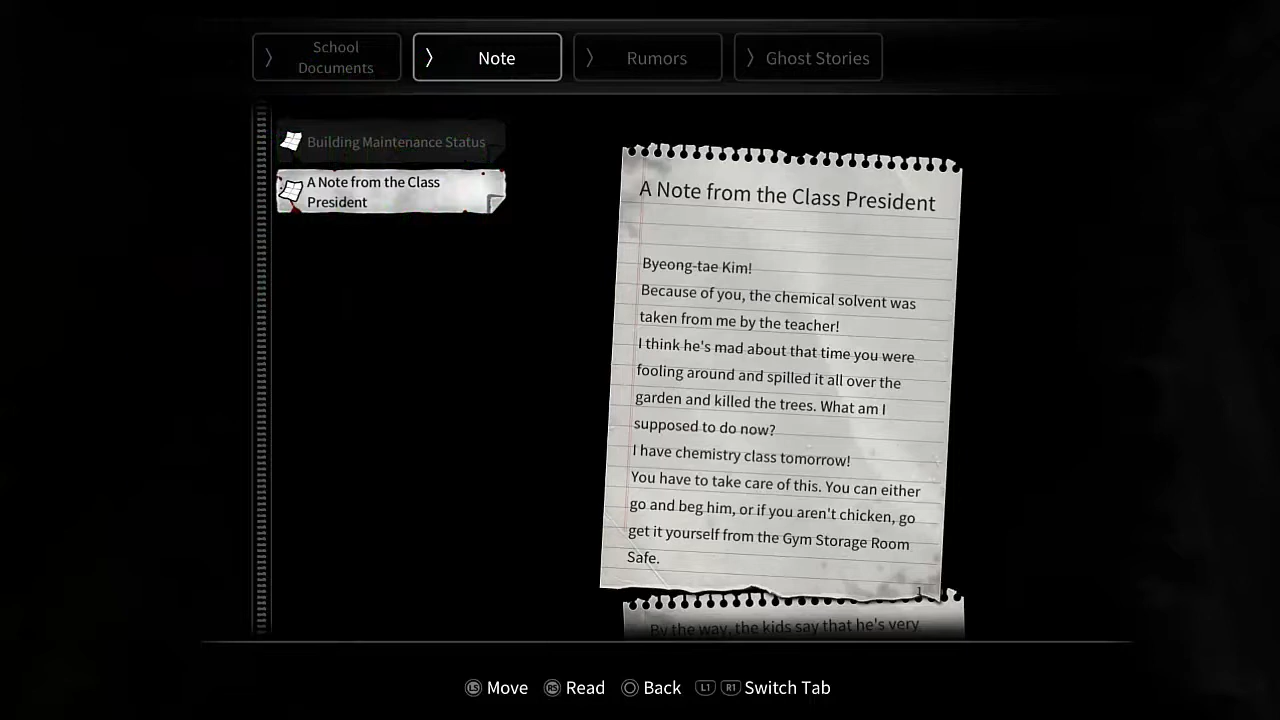 School
Documents
Note
Rumors
Ghost Stories
Building Maintenance Status
A Note from the Class
President
A Note from the Class President
Byeong-tae Kim!
Because of you, the chemical solvent was
taken from me by the teacher!
I think he's mad about that time you were
fooling around and spilled it all over the
garden and killed the trees. What am I
supposed to do now?
I have chemistry class tomorrow!
You have to take care of this. You can either
go and beg him, or if you aren't chicken, go
get it yourself from the Gym Storage Room
Safe.
1
By the way, the kids say that he's very
LS Move RS Read Back L1 R1 Switch Tab